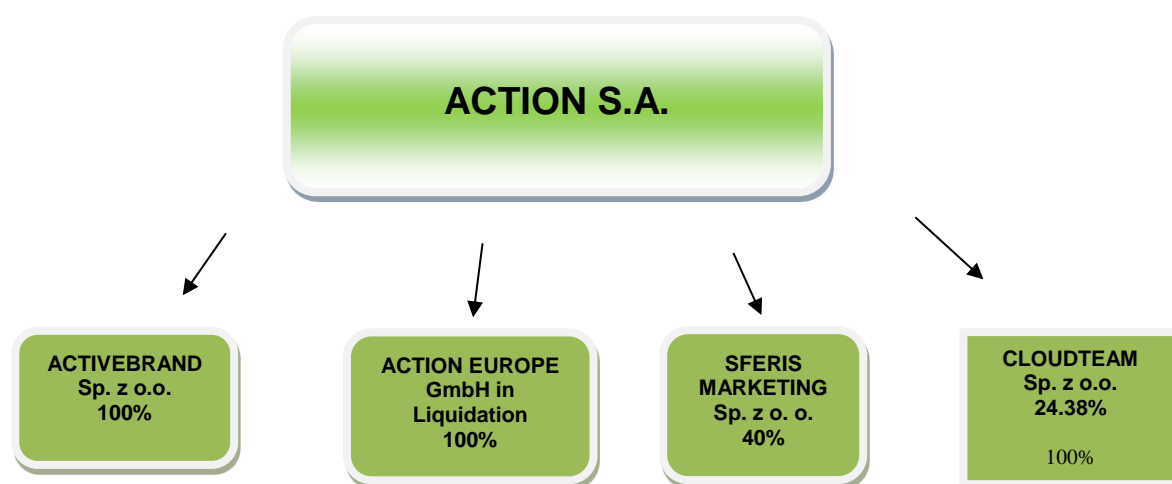 ACTION S.A.
ACTIVEBRAND
Sp. z o.o.
100%
ACTION EUROPE
GmbH in
Liquidation
100%
SFERIS
MARKETING
Sp. z o. o.
40%
CLOUDTEAM
Sp. z o.o.
24.38%
100%